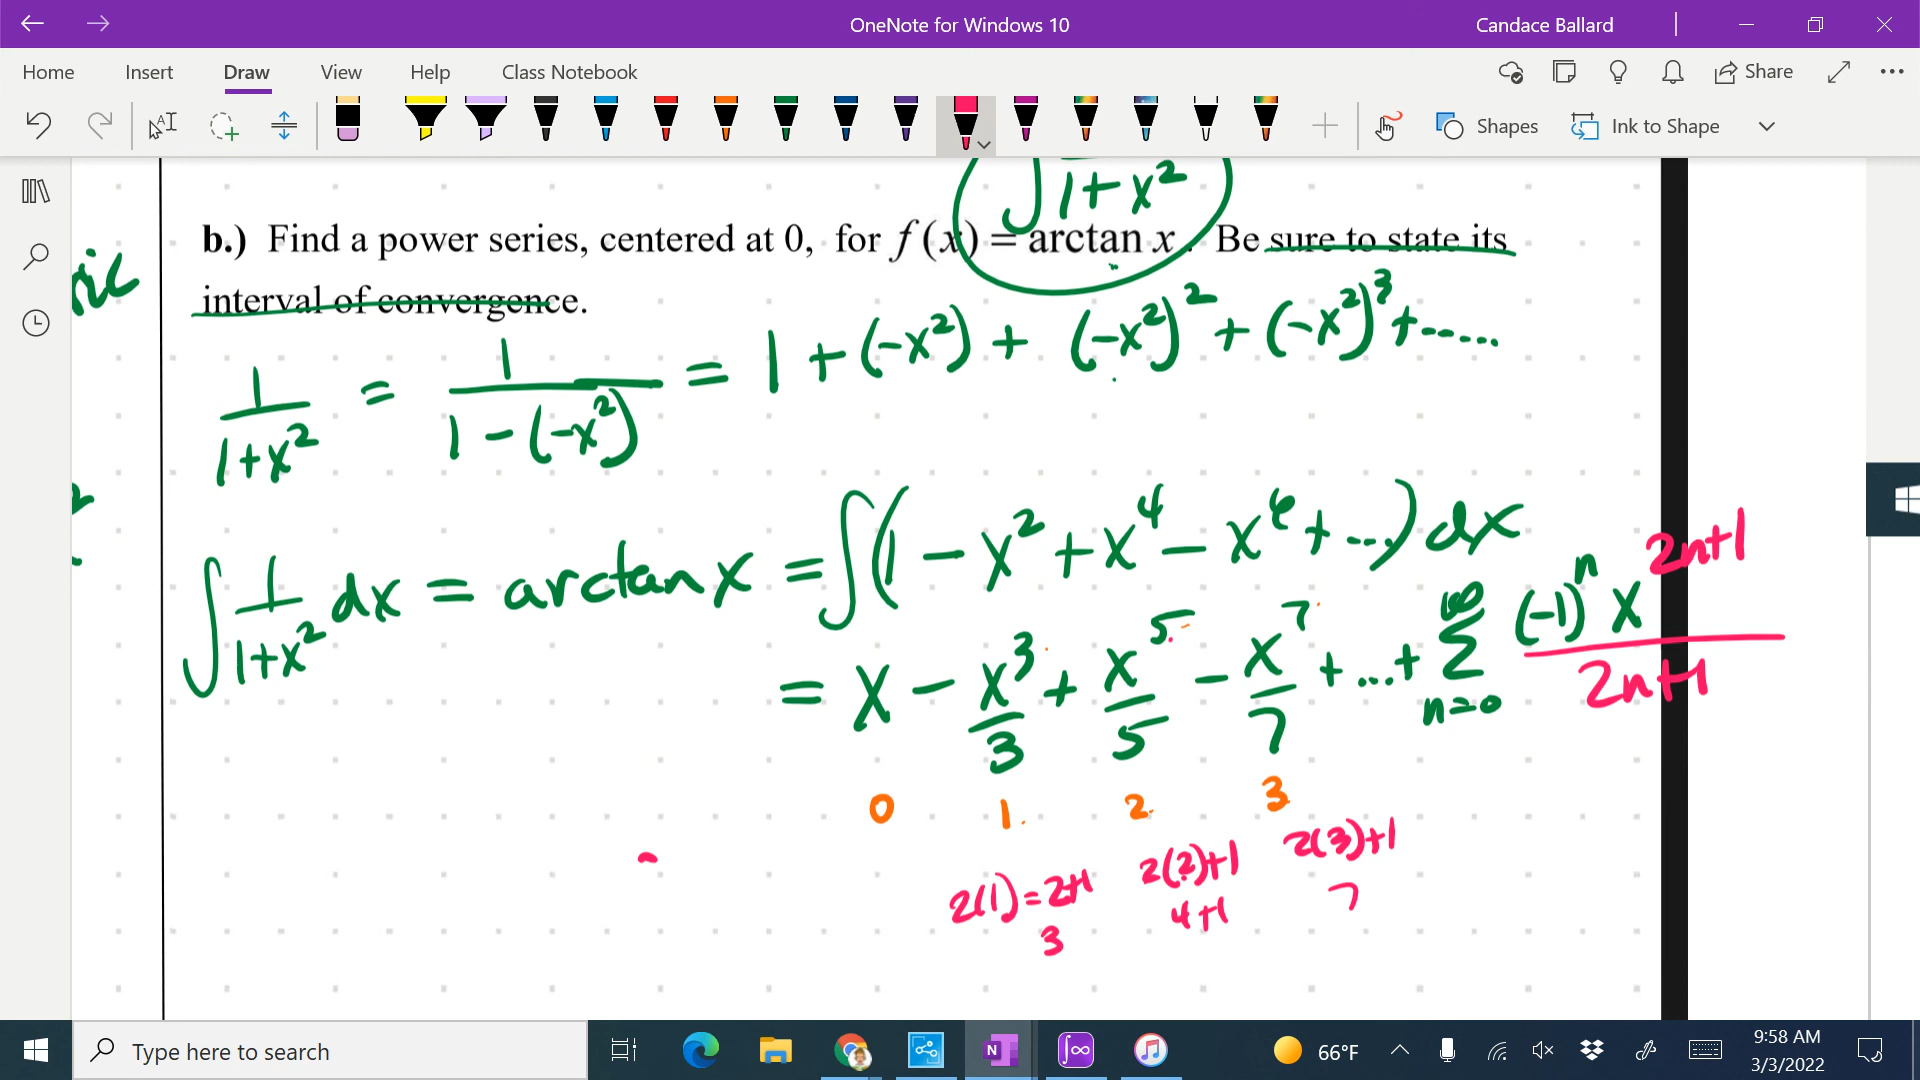 OneNote for Windows 10
Candace Ballard
Home Insert Draw View Help Class Notebook
Share
Shapes
Ink to Shape
∫ 1+x²
b.) Find a power series, centered at 0, for f(x) = arctan x. Be sure to state its
interval of convergence.
ric
1/(1+x²) = 1/(1-(-x²)) = 1 + (-x²) + (-x²)² + (-x²)³ + .....
2
∫ 1/(1+x²) dx = arctan x = ∫(1 - x² + x⁴ - x⁶ + ...) dx
= x - x³/3 + x⁵/5 - x⁷/7 + ... + ∑_{n=0}^{∞} (-1)ⁿ x^{2n+1}/(2n+1)
0 1. 2. 3
2(1)=2+1 2(2)+1 2(3)+1
3 4+1 7
Type here to search
66°F
9:58 AM
3/3/2022